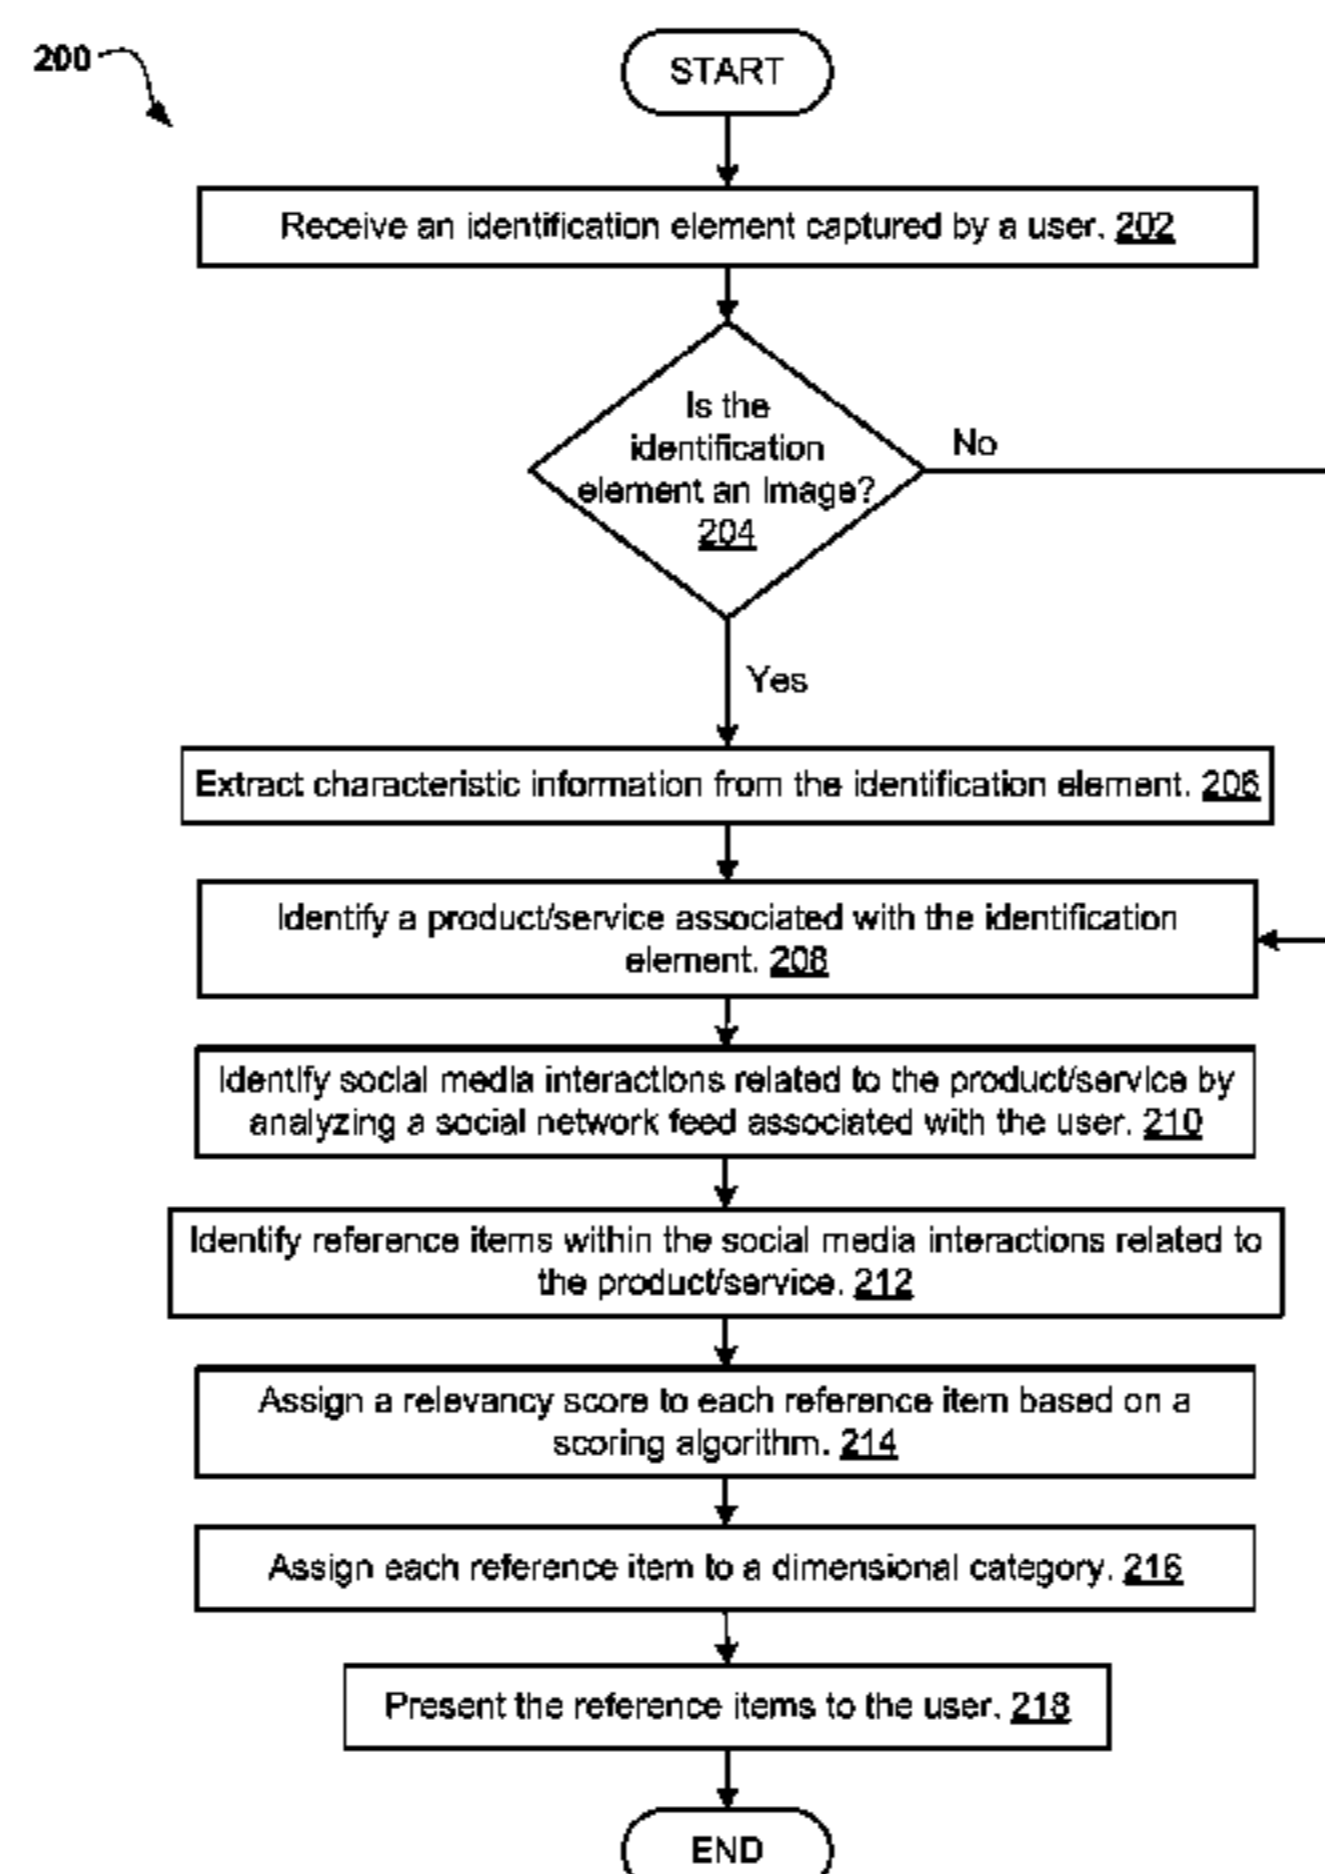 200
START
Receive an identification element captured by a user. 202
Is the
identification
element an image?
204
No
Yes
Extract characteristic information from the identification element. 206
Identify a product/service associated with the identification
element. 208
Identify social media interactions related to the product/service by
analyzing a social network feed associated with the user. 210
Identify reference items within the social media interactions related to
the product/service. 212
Assign a relevancy score to each reference item based on a
scoring algorithm. 214
Assign each reference item to a dimensional category. 216
Present the reference items to the user. 218
END